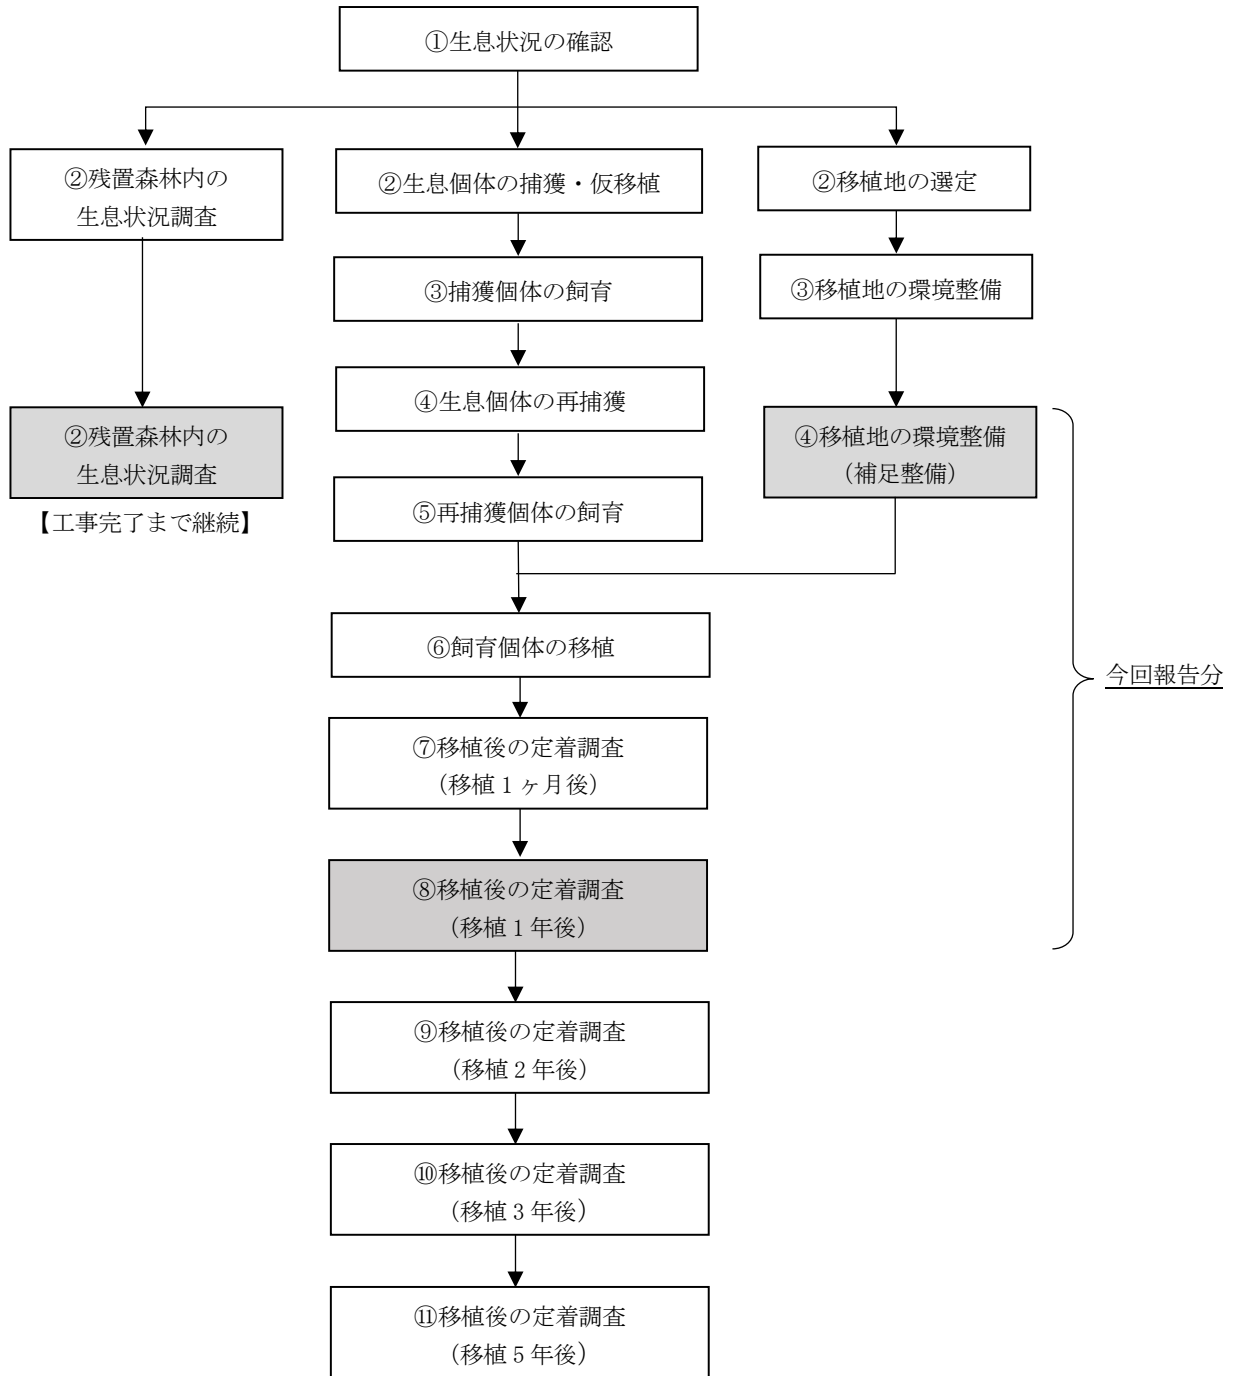 ①生息状況の確認
②残置森林内の
生息状況調査
②生息個体の捕獲・仮移植
②移植地の選定
③捕獲個体の飼育
③移植地の環境整備
④生息個体の再捕獲
②残置森林内の
生息状況調査
【工事完了まで継続】
④移植地の環境整備
（補足整備）
⑤再捕獲個体の飼育
⑥飼育個体の移植
今回報告分
⑦移植後の定着調査
（移植1ヶ月後）
⑧移植後の定着調査
（移植1年後）
⑨移植後の定着調査
（移植2年後）
⑩移植後の定着調査
（移植3年後）
⑪移植後の定着調査
（移植5年後）